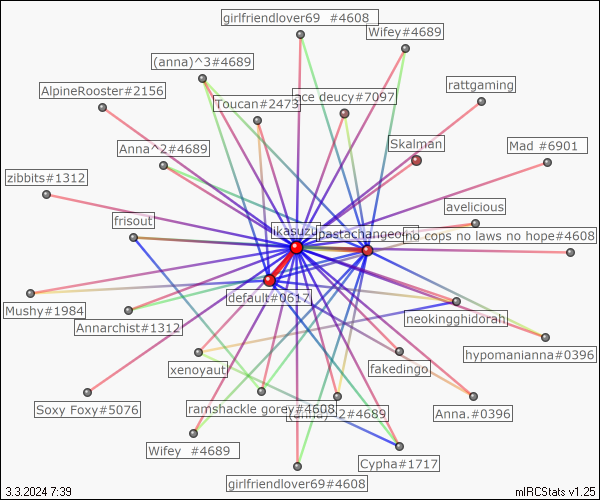 girlfriendlover69 #4608
Wifey#4689
(anna)^3#4689
rattgaming
AlpineRooster#2156
Toucan#2473
ce deucy#7097
Skalman
Mad #6901
Anna^2#4689
zibbits#1312
avelicious
frisout
likasuzu
pastachangeo
no cops no laws no hope#4608
default#0617
Mushy#1984
Annarchist#1312
neokingghidorah
hypomanianna#0396
xenoyaut
fakedingo
Soxy Foxy#5076
ramshackle gorey#4608
2#4689
Anna.#0396
Wifey #4689
Cypha#1717
girlfriendlover69#4608
3.3.2024 7:39
mIRCStats v1.25